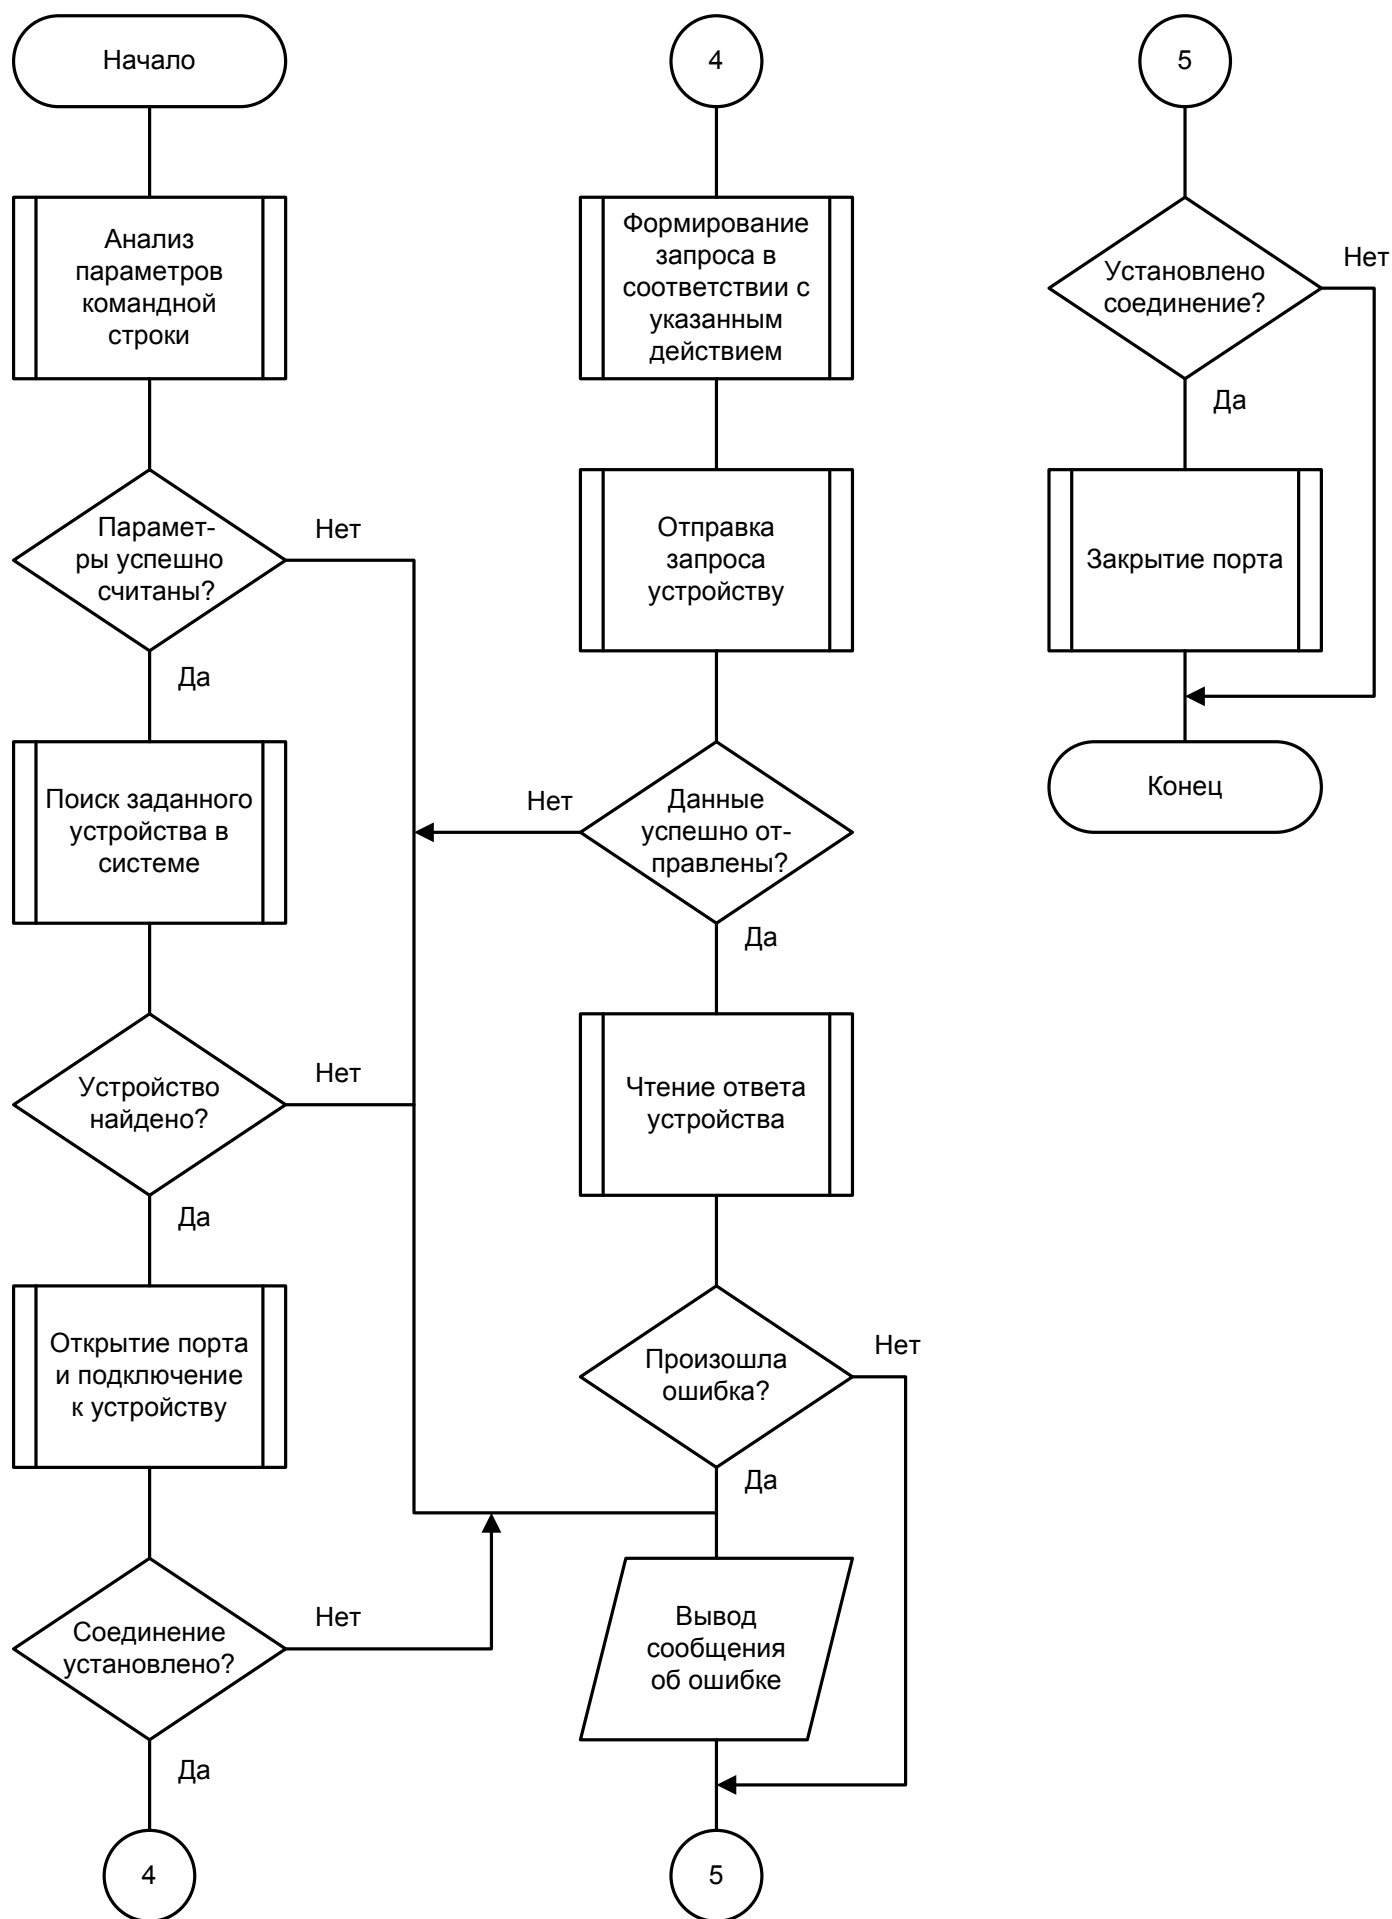 Начало
Анализ
параметров
командной
строки
Парамет-
ры успешно
считаны?
Нет
Да
Поиск заданного
устройства в
системе
Устройство
найдено?
Нет
Да
Открытие порта
и подключение
к устройству
Соединение
установлено?
Нет
Да
4
4
Формирование
запроса в
соответствии с
указанным
действием
Отправка
запроса
устройству
Данные
успешно от-
правлены?
Нет
Да
Чтение ответа
устройства
Произошла
ошибка?
Нет
Да
Вывод
сообщения
об ошибке
5
5
Установлено
соединение?
Нет
Да
Закрытие порта
Конец